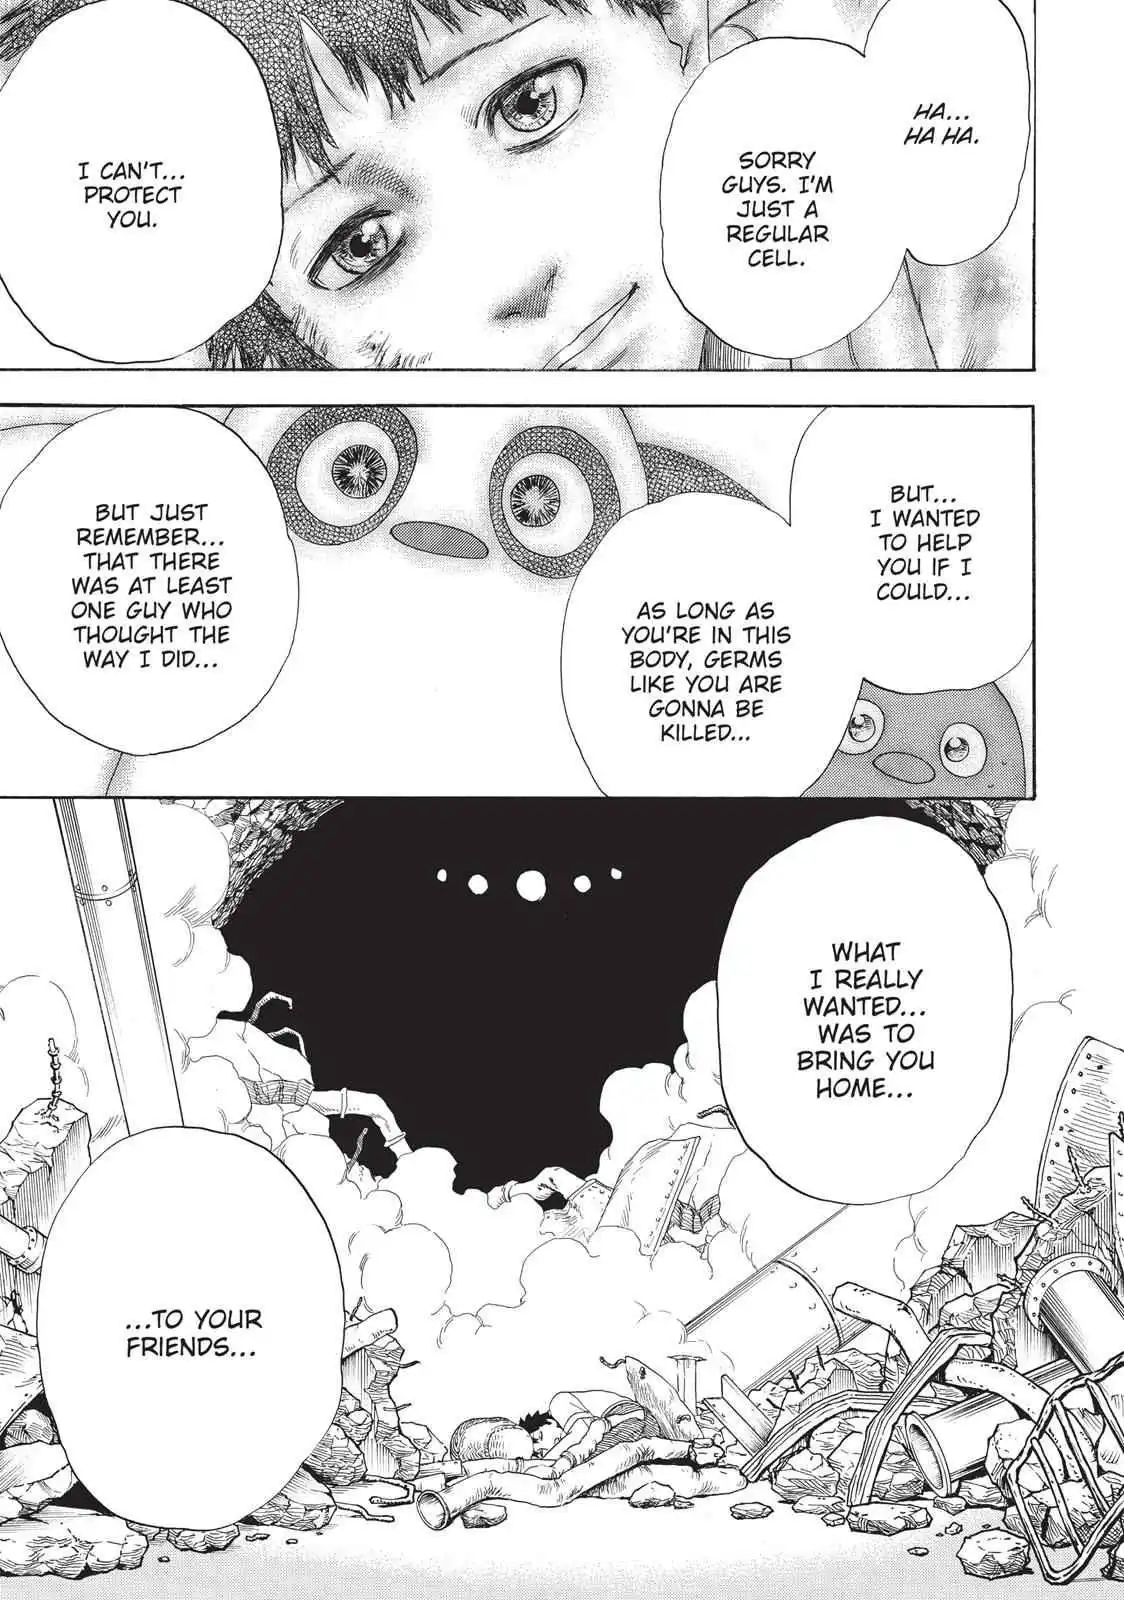 HA...
HA HA.
SORRY
GUYS. I'M
JUST A
REGULAR
CELL.
I CAN'T...
PROTECT
YOU.
BUT...
I WANTED
TO HELP
YOU IF I
COULD...
AS LONG AS
YOU'RE IN THIS
BODY, GERMS
LIKE YOU ARE
GONNA BE
KILLED...
BUT JUST
REMEMBER...
THAT THERE
WAS AT LEAST
ONE GUY WHO
THOUGHT THE
WAY I DID...
WHAT
I REALLY
WANTED...
WAS TO
BRING YOU
HOME...
...TO YOUR
FRIENDS...